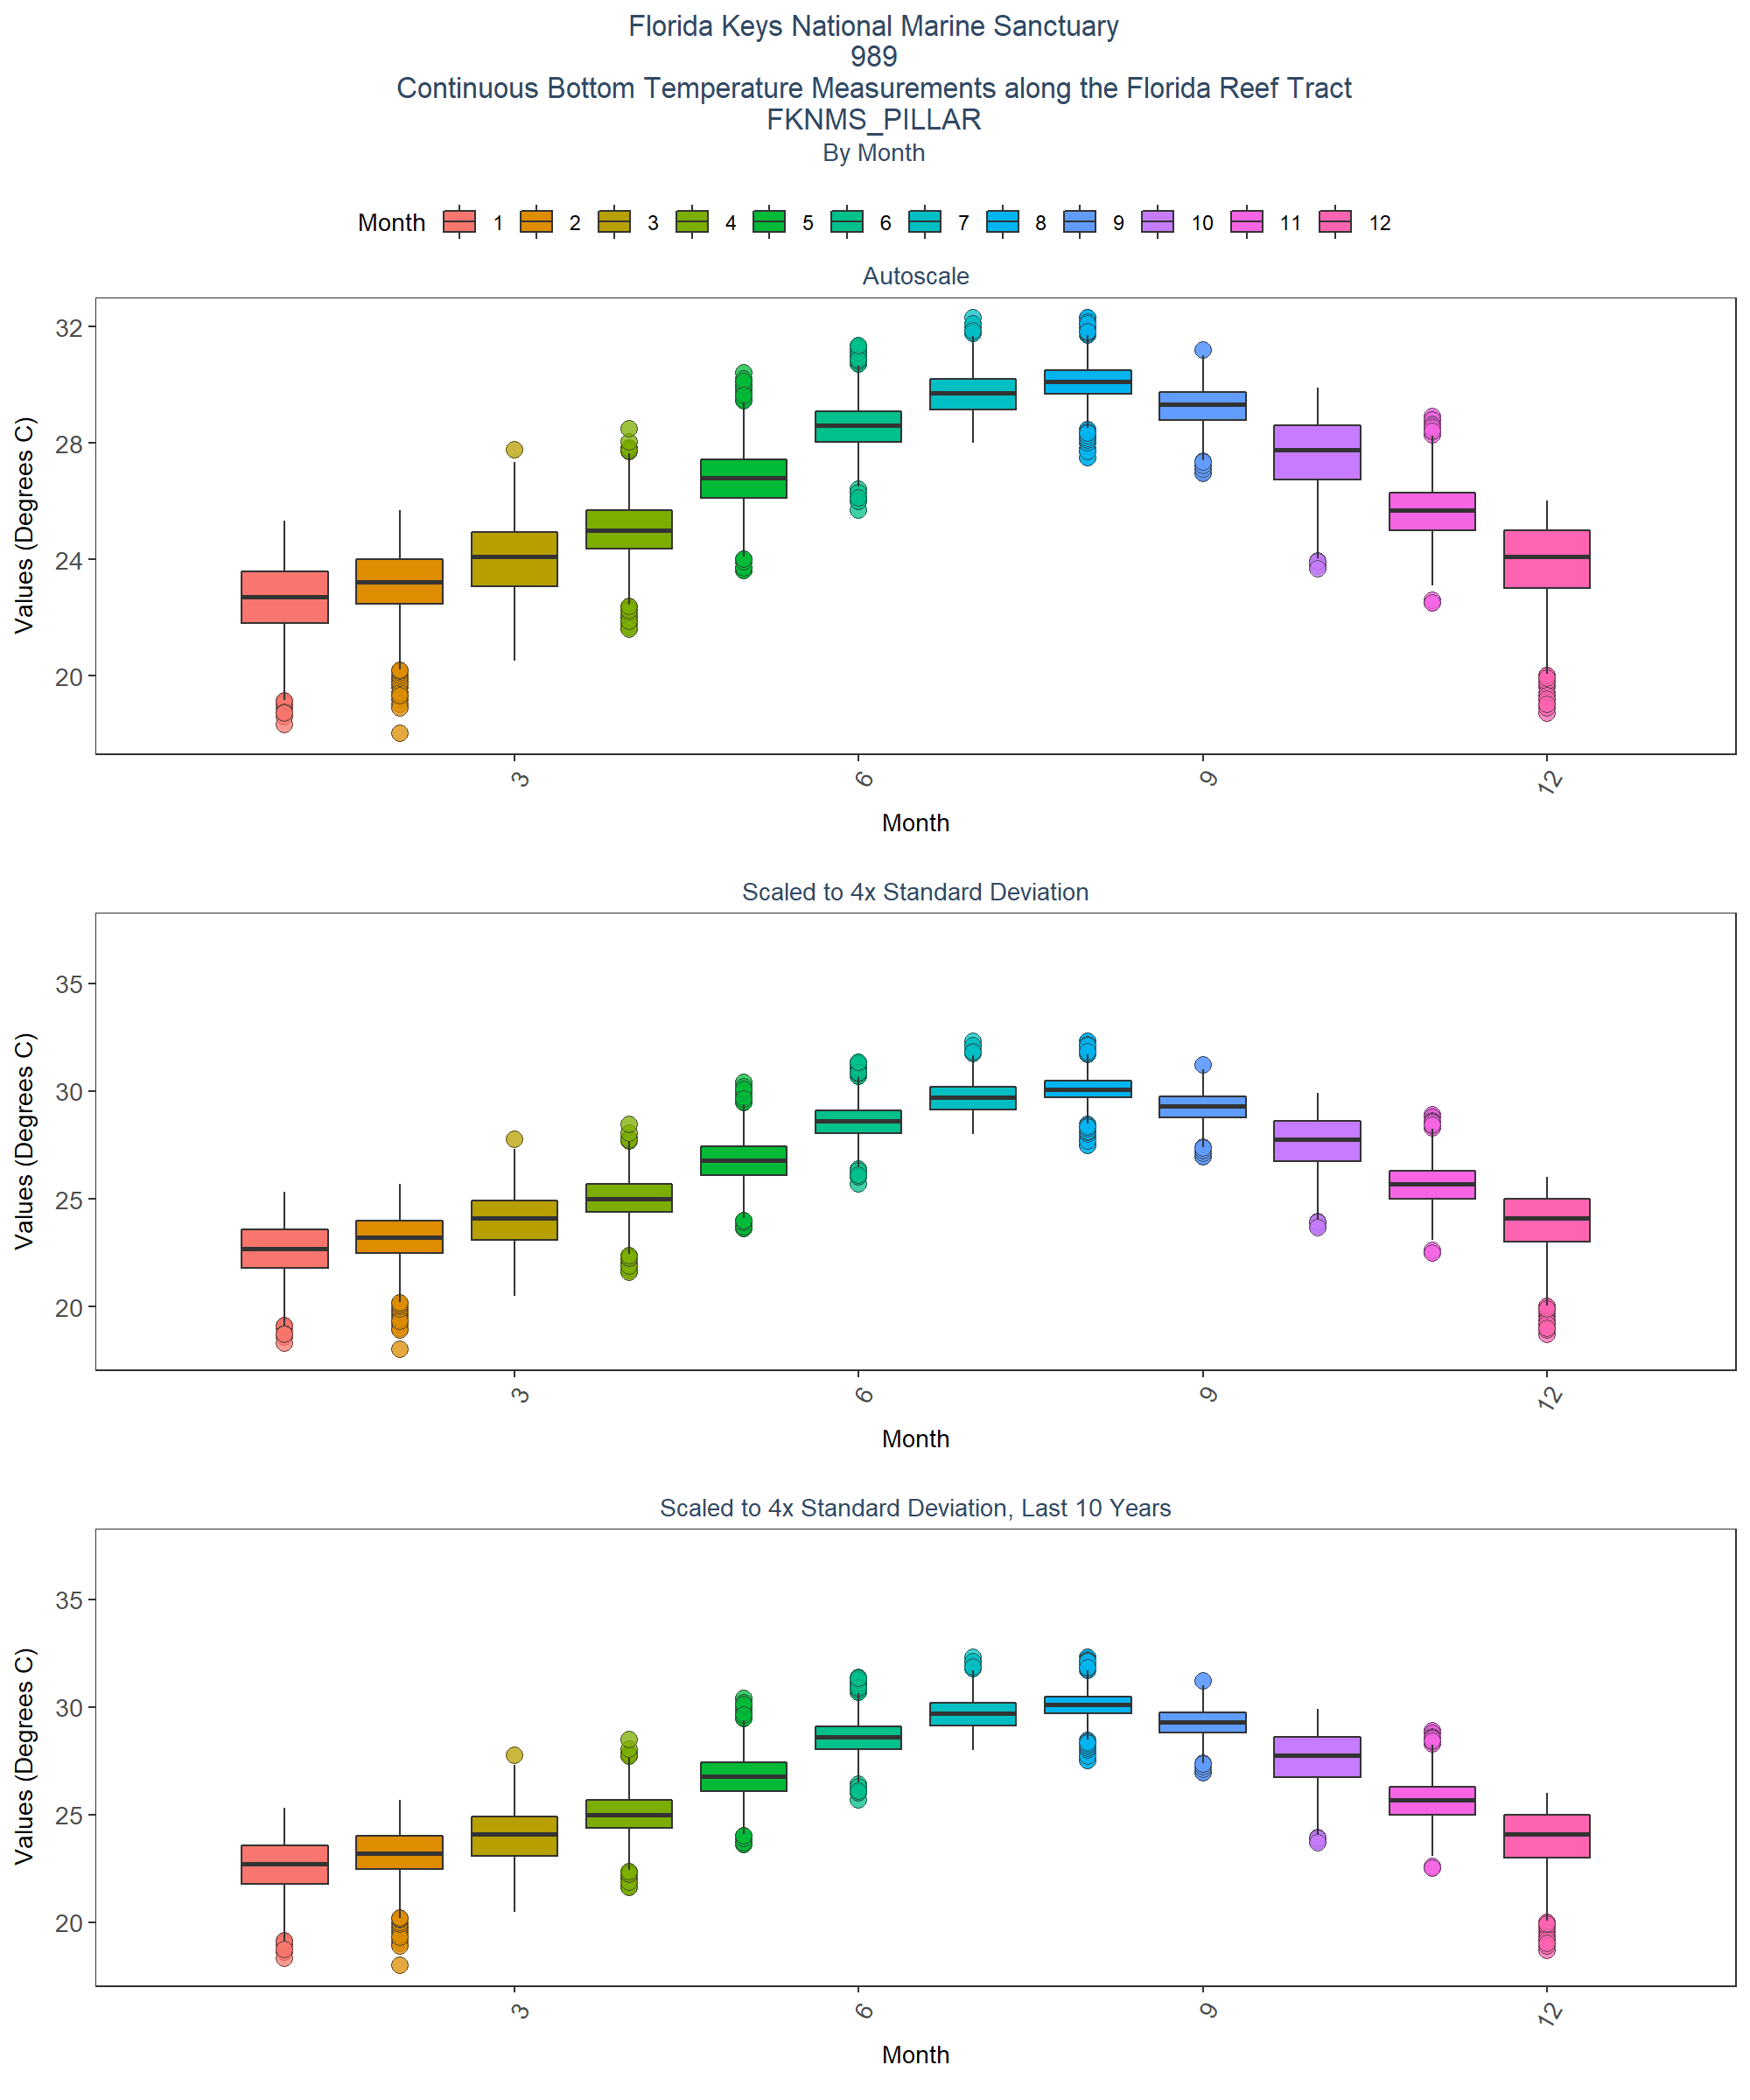 Florida Keys National Marine Sanctuary
989
Continuous Bottom Temperature Measurements along the Florida Reef Tract
FKNMS_PILLAR
By Month
Month 1 2 3 4 5 6 7 8 9 10 11 12
Autoscale
Values (Degrees C)
32
28
24
20
3 6 9 12
Month
Scaled to 4x Standard Deviation
Values (Degrees C)
35
30
25
20
3 6 9 12
Month
Scaled to 4x Standard Deviation, Last 10 Years
Values (Degrees C)
35
30
25
20
3 6 9 12
Month